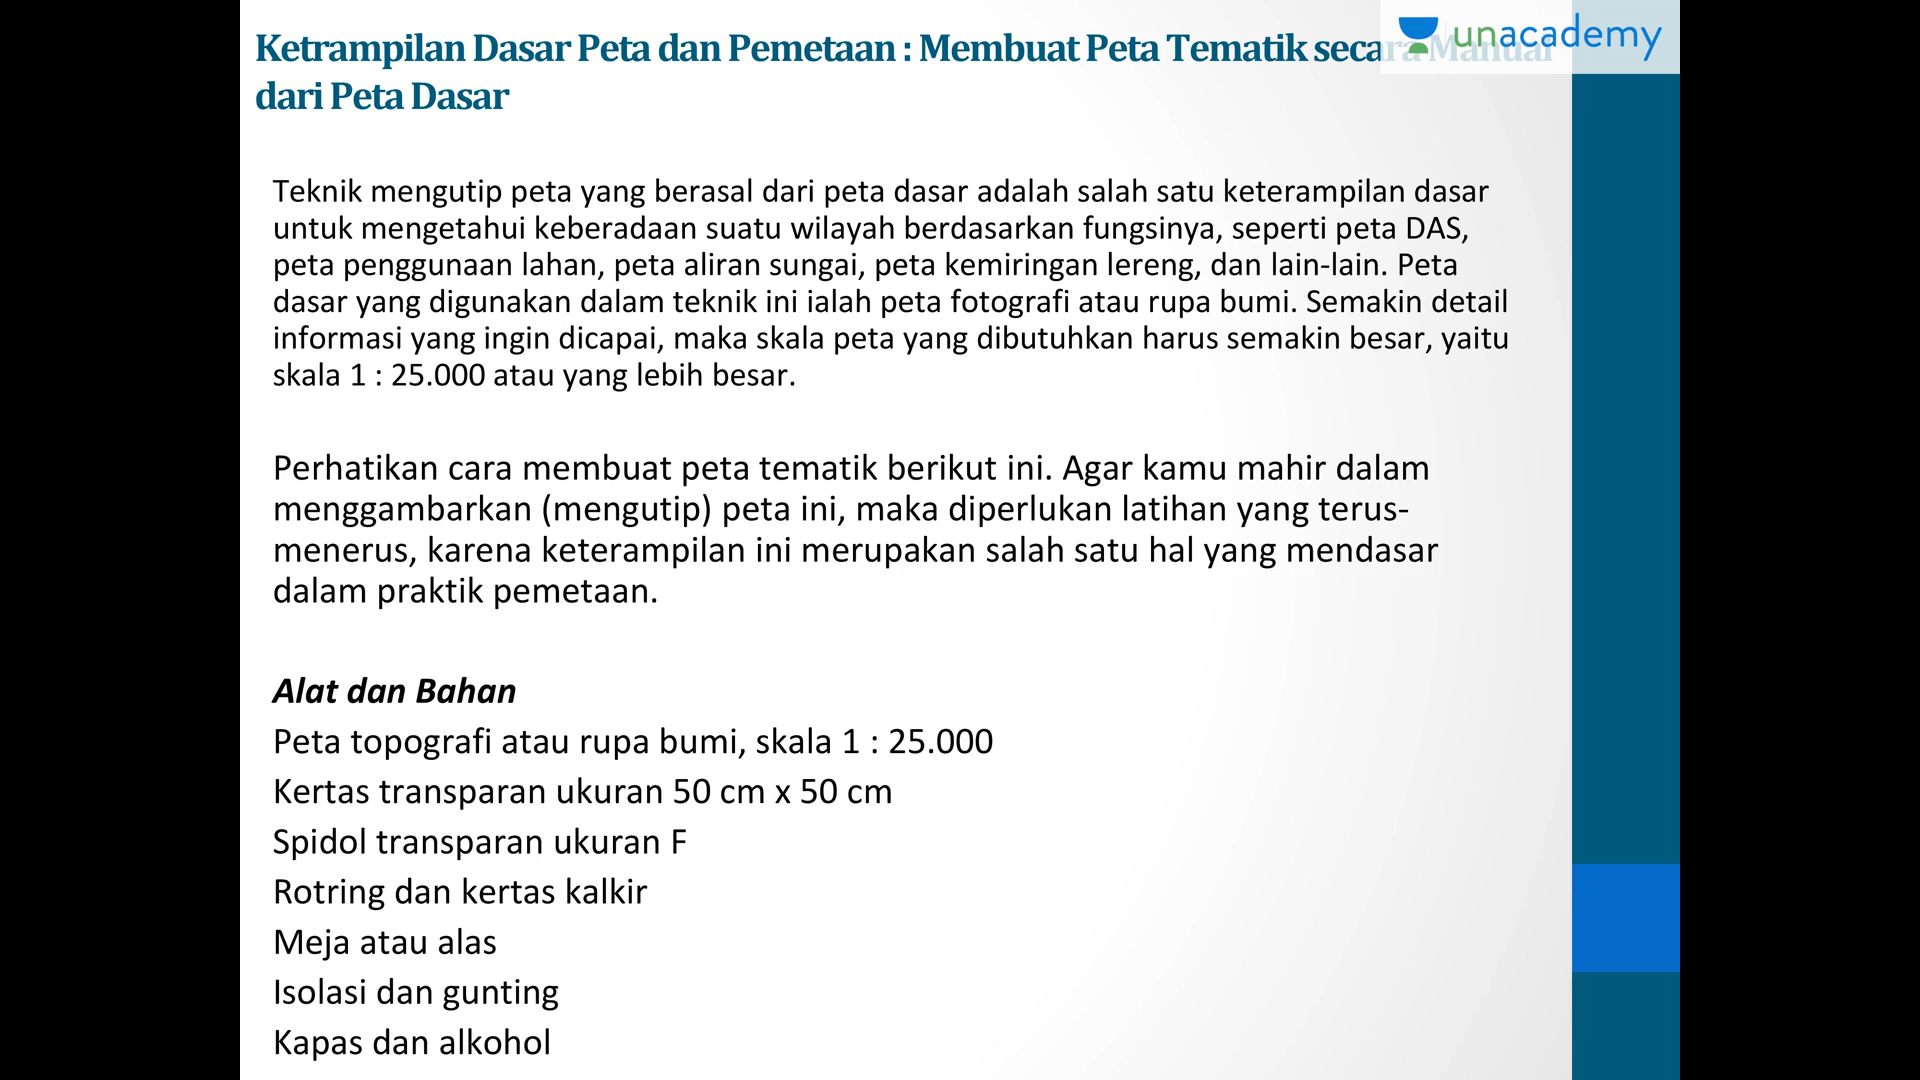 Ketrampilan Dasar Peta dan Pemetaan : Membuat Peta Tematik secara Manual
dari Peta Dasar
unacademy
Teknik mengutip peta yang berasal dari peta dasar adalah salah satu keterampilan dasar
untuk mengetahui keberadaan suatu wilayah berdasarkan fungsinya, seperti peta DAS,
peta penggunaan lahan, peta aliran sungai, peta kemiringan lereng, dan lain-lain. Peta
dasar yang digunakan dalam teknik ini ialah peta fotografi atau rupa bumi. Semakin detail
informasi yang ingin dicapai, maka skala peta yang dibutuhkan harus semakin besar, yaitu
skala 1 : 25.000 atau yang lebih besar.
Perhatikan cara membuat peta tematik berikut ini. Agar kamu mahir dalam
menggambarkan (mengutip) peta ini, maka diperlukan latihan yang terus-
menerus, karena keterampilan ini merupakan salah satu hal yang mendasar
dalam praktik pemetaan.
Alat dan Bahan
Peta topografi atau rupa bumi, skala 1 : 25.000
Kertas transparan ukuran 50 cm x 50 cm
Spidol transparan ukuran F
Rotring dan kertas kalkir
Meja atau alas
Isolasi dan gunting
Kapas dan alkohol